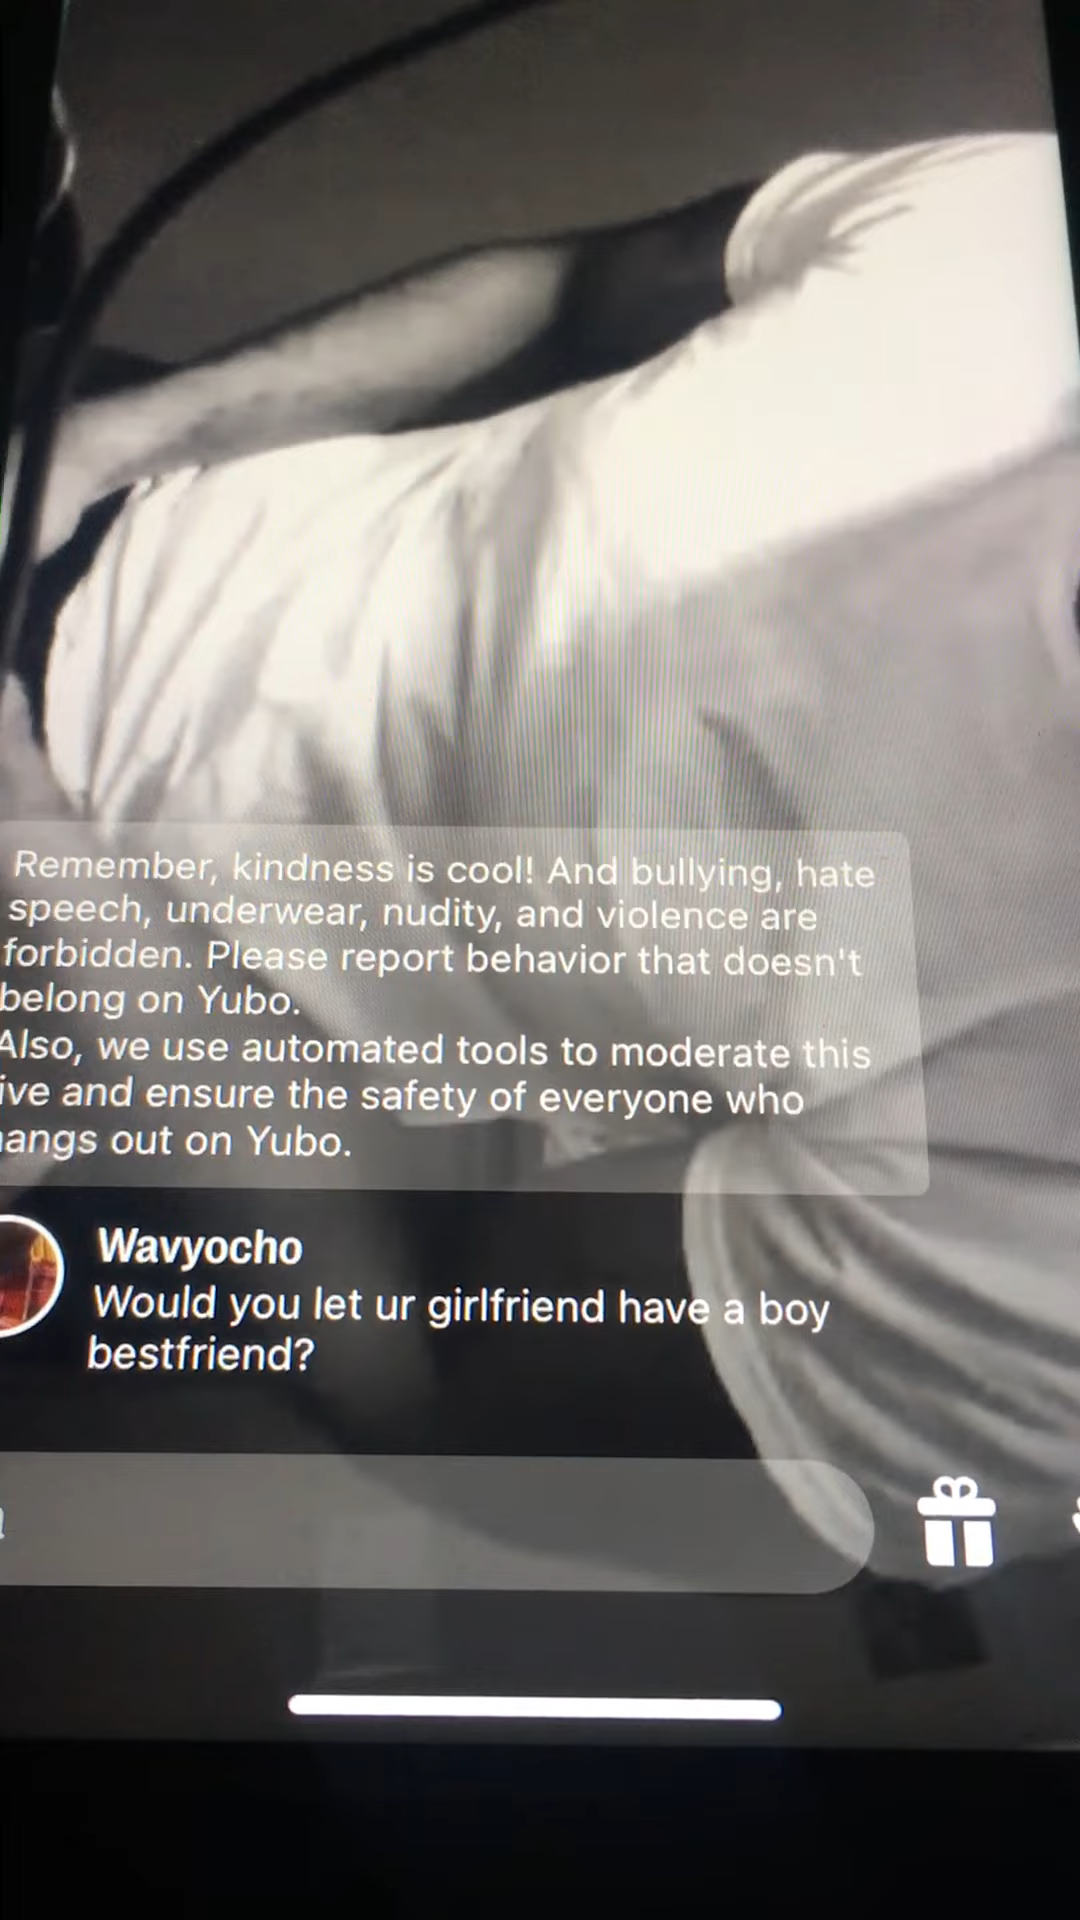 Remember, kindness is cool! And bullying, hate
speech, underwear, nudity, and violence are
forbidden. Please report behavior that doesn't
belong on Yubo.
Also, we use automated tools to moderate this
ive and ensure the safety of everyone who
angs out on Yubo.
Wavyocho
Would you let ur girlfriend have a boy
bestfriend?